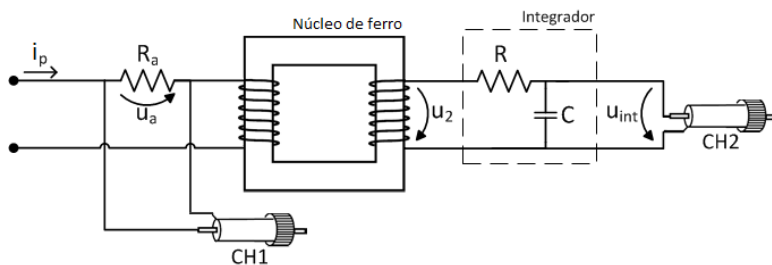 Núcleo de ferro
Integrador
i_p
R_a
u_a
u_2
R
C
u_int
CH2
CH1